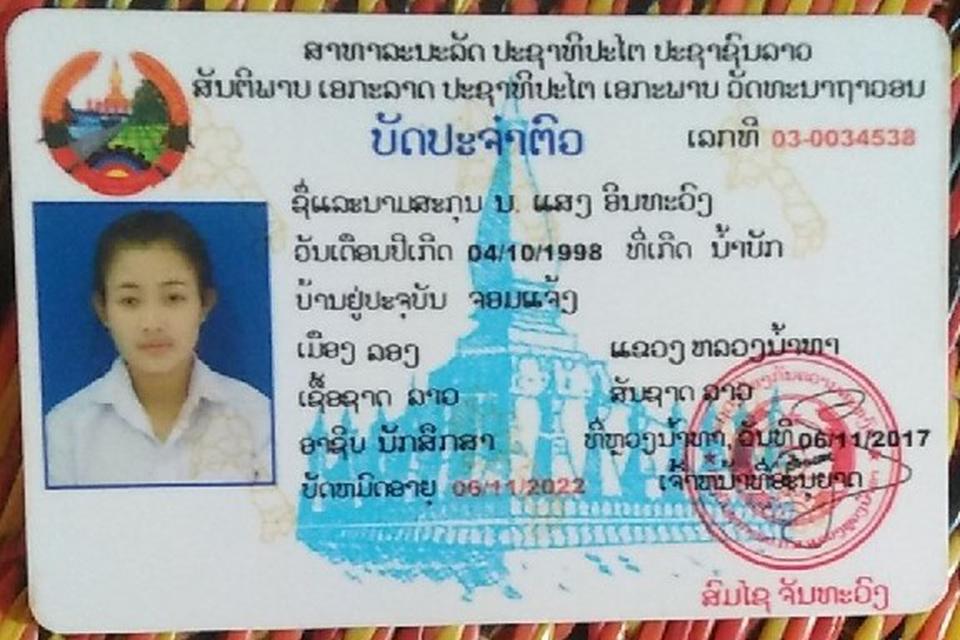 ສາທາລະນະລັດ ປະຊາທິປະໄຕ ປະຊາຊົນລາວ
ສັນຕິພາບ ເອກະລາດ ປະຊາທິປະໄຕ ເອກະພາບ ວັດທະນາຖາວອນ
ບັດປະຈຳຕົວ ເລກທີ 03-0034538
ຊື່ແລະນາມສະກຸນ ນ. ແສງ ອິນທະວົງ
ວັນເດືອນປີເກີດ 04/10/1998 ທີ່ເກີດ ນ້ຳບັກ
ບ້ານຢູ່ປະຈຸບັນ ຈອມແຈ້ງ
ເມືອງ ລອງ ແຂວງ ຫລວງນ້ຳທາ
ເຊື້ອຊາດ ລາວ ສັນຊາດ ລາວ
ອາຊີບ ນັກສຶກສາ ທີ່ຫຼວງນ້ຳທາ, ວັນທີ 06/11/2017
ບັດຫມົດອາຍຸ 06/11/2022 ເຈົ້າຫນ້າທີ່ອະນຸຍາດ
ສົມໄຊ ຈັນທະວົງ